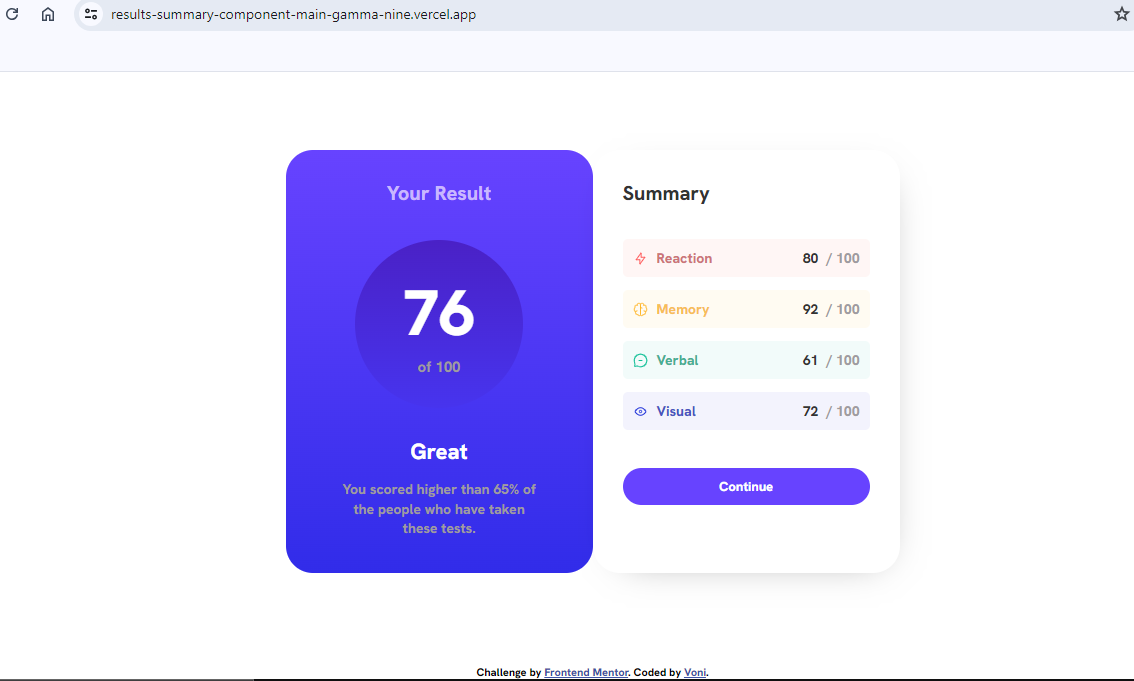 results-summary-component-main-gamma-nine.vercel.app
Your Result
76
of 100
Great
You scored higher than 65% of
the people who have taken
these tests.
Summary
Reaction 80 / 100
Memory 92 / 100
Verbal 61 / 100
Visual 72 / 100
Continue
Challenge by Frontend Mentor. Coded by Voni.